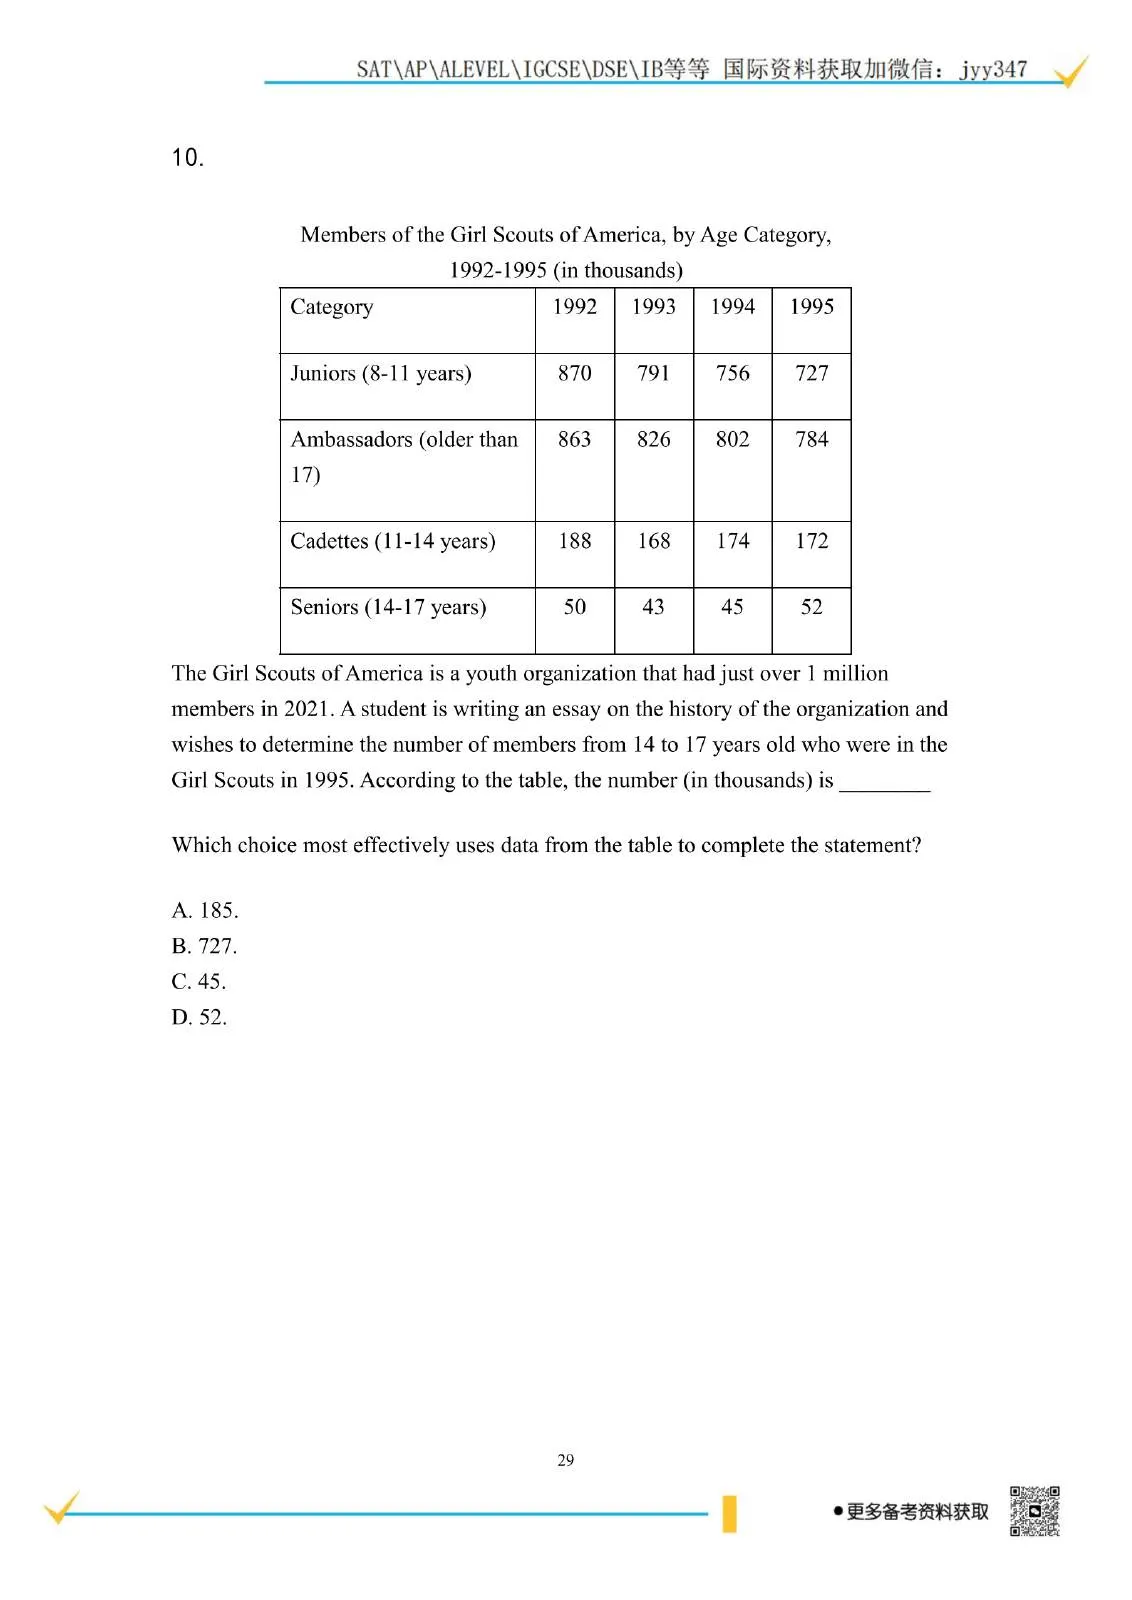 SAT\AP\ALEVEL\IGCSE\DSE\IB等等 国际资料获取加微信：jyy347
10.
Members of the Girl Scouts of America, by Age Category,
1992-1995 (in thousands)
Category 1992 1993 1994 1995
Juniors (8-11 years) 870 791 756 727
Ambassadors (older than 863 826 802 784
17)
Cadettes (11-14 years) 188 168 174 172
Seniors (14-17 years) 50 43 45 52
The Girl Scouts of America is a youth organization that had just over 1 million
members in 2021. A student is writing an essay on the history of the organization and
wishes to determine the number of members from 14 to 17 years old who were in the
Girl Scouts in 1995. According to the table, the number (in thousands) is ________
Which choice most effectively uses data from the table to complete the statement?
A. 185.
B. 727.
C. 45.
D. 52.
29
●更多备考资料获取